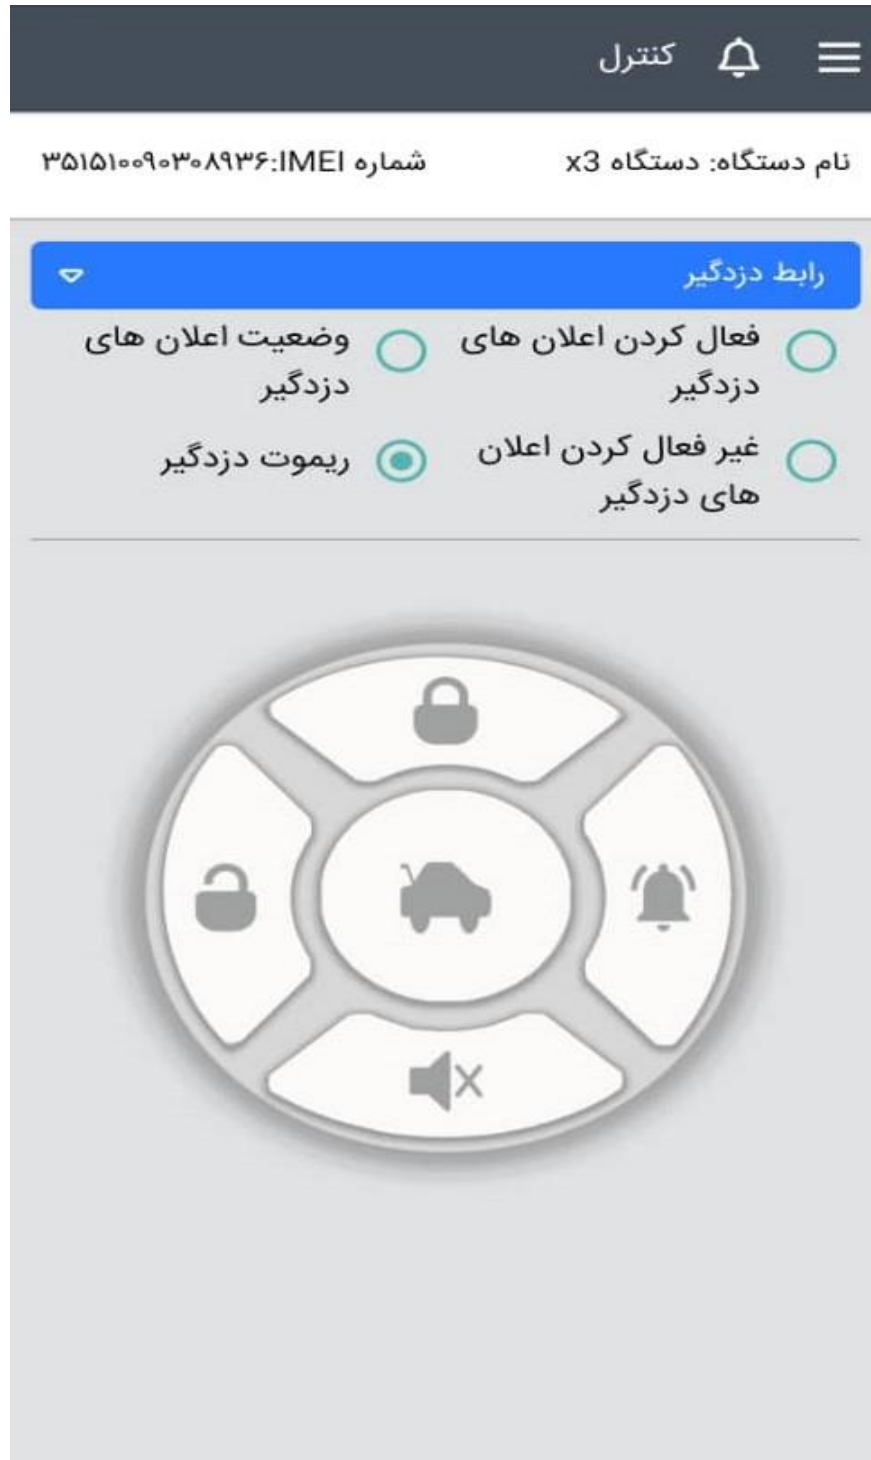 کنترل
نام دستگاه: دستگاه x3
شماره IMEI:۳۵۱۵۱۰۰۹۰۳۰۸۹۳۶
رابط دزدگیر
فعال کردن اعلان های
دزدگیر
وضعیت اعلان های
دزدگیر
غیر فعال کردن اعلان
های دزدگیر
ریموت دزدگیر